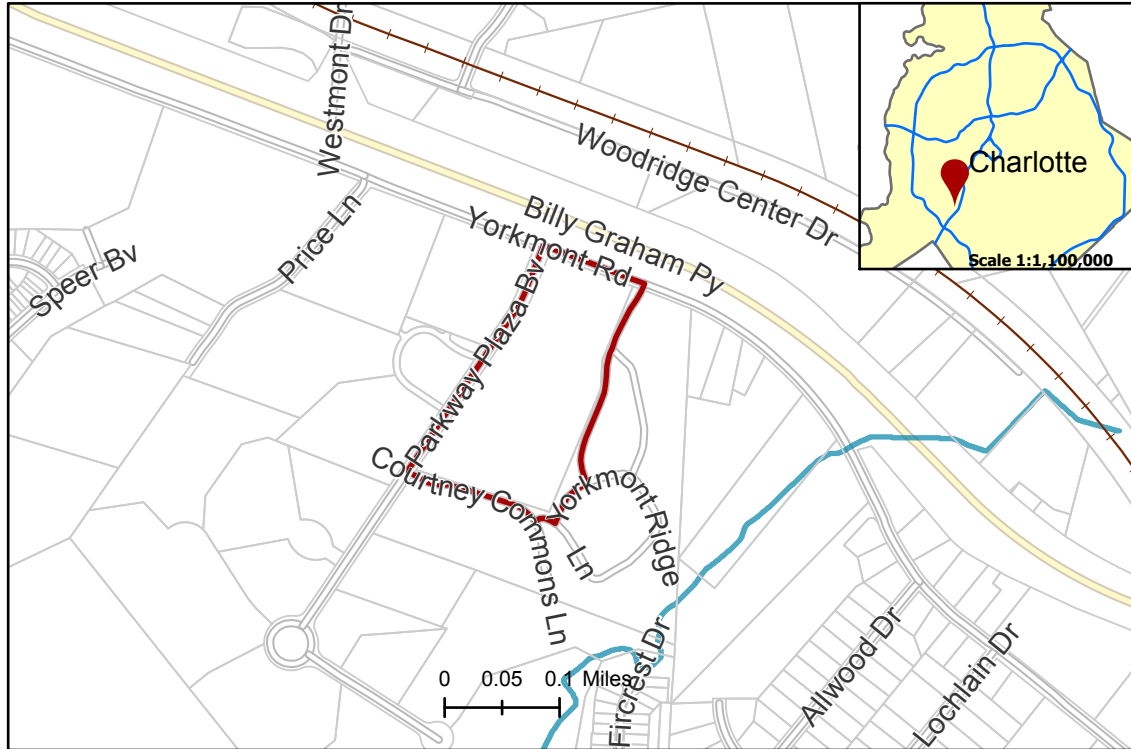 Westmont Dr
Woodridge Center Dr
Charlotte
Scale 1:1,100,000
Billy Graham Py
Yorkmont Rd
Price Ln
Speer Bv
Parkway Plaza Bv
Courtney Commons Ln
Yorkmont Ridge
Ln
Fircrest Dr
Allwood Dr
Lochlain Dr
0 0.05 0.1 Miles